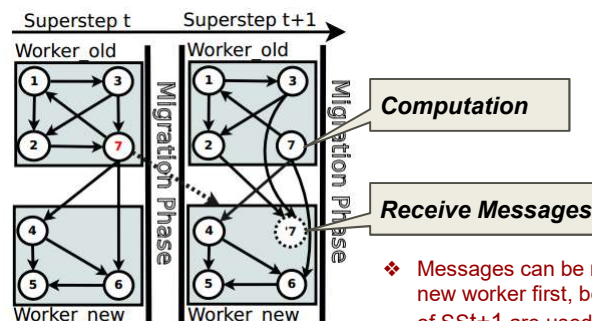 Superstep t
Superstep t+1
Worker_old
Worker_old
1
3
2
7
Migration Phase
1
3
2
7
Migration Phase
Computation
4
5
6
Worker_new
4
'7
5
6
Worker_new
Receive Messages
❖ Messages can be
new worker first,
of SSt+1 are used